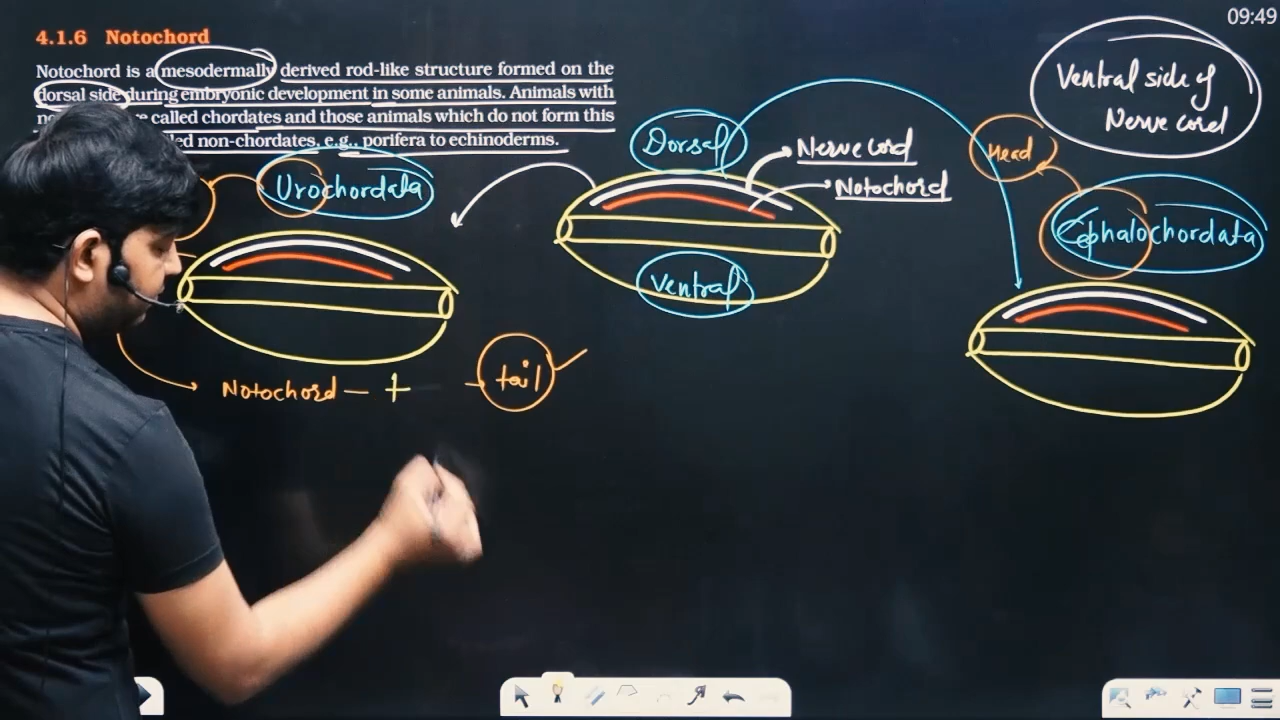 09:49
4.1.6 Notochord
Notochord is a mesodermally derived rod-like structure formed on the
dorsal side during embryonic development in some animals. Animals with
called chordates and those animals which do not form this
non-chordates, e.g., porifera to echinoderms.
Ventral side of
Nerve cord
Dorsal
Nerve cord
Head
Urochordata
Notochord
Cephalochordata
Ventral
Notochord — + - tail